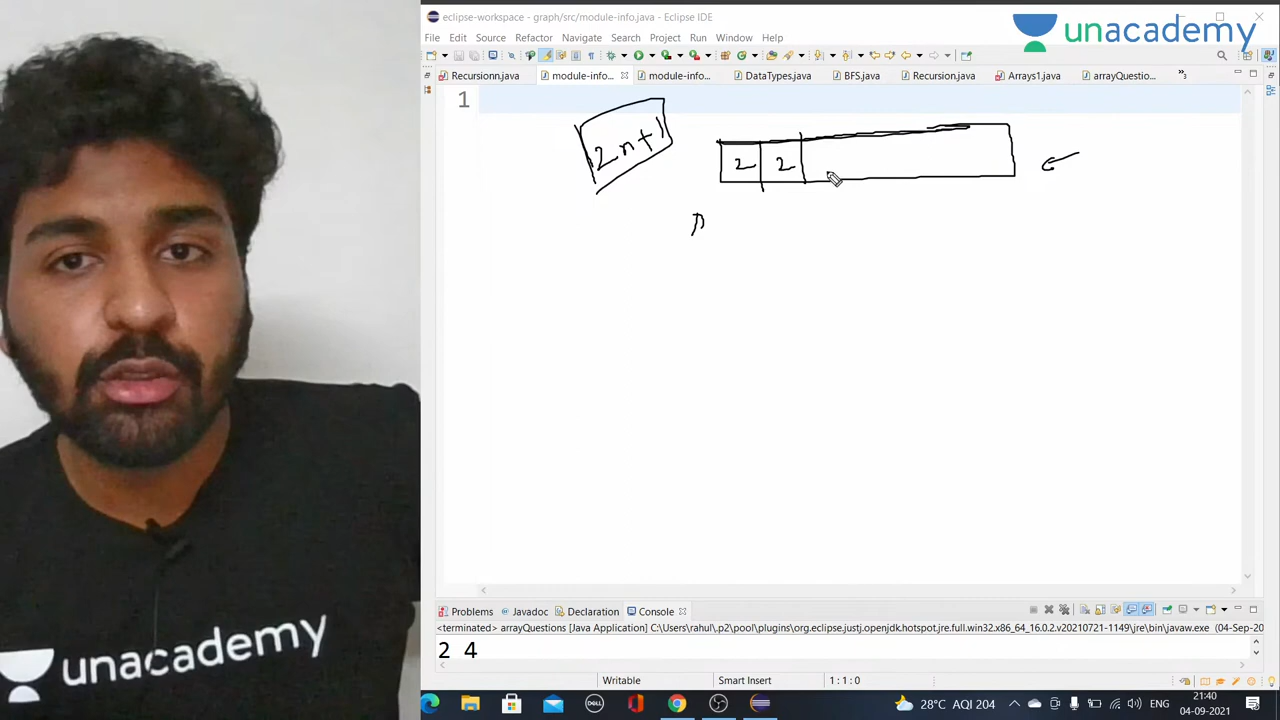 eclipse-workspace - graph/src/module-info.java - Eclipse IDE
unacademy
File Edit Source Refactor Navigate Search Project Run Window Help
Recursionn.java module-info... module-info... DataTypes.java BFS.java Recursion.java Arrays1.java arrayQuestio...
1
2n+1
2 2
n
Problems Javadoc Declaration Console
<terminated> arrayQuestions [Java Application] C:\Users\rahul_.p2\pool\plugins\org.eclipse.justj.openjdk.hotspot.jre.full.win32.x86_64_16.0.2.v20210721-1149\jre\bin\javaw.exe (04-Sep-20
2 4
Writable Smart Insert 1 : 1 : 0
28°C AQI 204 ENG 21:40
04-09-2021
unacademy